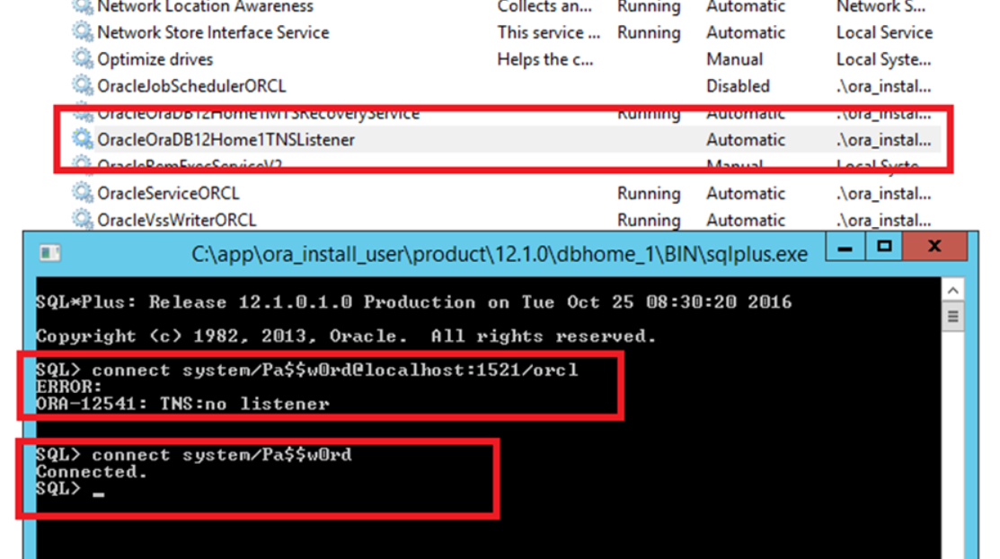 Network Location Awareness Collects an... Running Automatic Network S...
Network Store Interface Service This service ... Running Automatic Local Service
Optimize drives Helps the c... Manual Local Syste...
OracleJobSchedulerORCL Disabled .\ora_instal...
OracleOraDB12Home1MTSRecoveryService Running Automatic .\ora_instal...
OracleOraDB12Home1TNSListener Automatic .\ora_instal...
OracleRemExecServiceV2 Manual Local Syste...
OracleServiceORCL Running Automatic .\ora_instal...
OracleVssWriterORCL Running Automatic .\ora_instal...
C:\app\ora_install_user\product\12.1.0\dbhome_1\BIN\sqlplus.exe
SQL*Plus: Release 12.1.0.1.0 Production on Tue Oct 25 08:30:20 2016
Copyright (c) 1982, 2013, Oracle.  All rights reserved.
SQL> connect system/Pa$$w0rd@localhost:1521/orcl
ERROR:
ORA-12541: TNS:no listener
SQL> connect system/Pa$$w0rd
Connected.
SQL> _